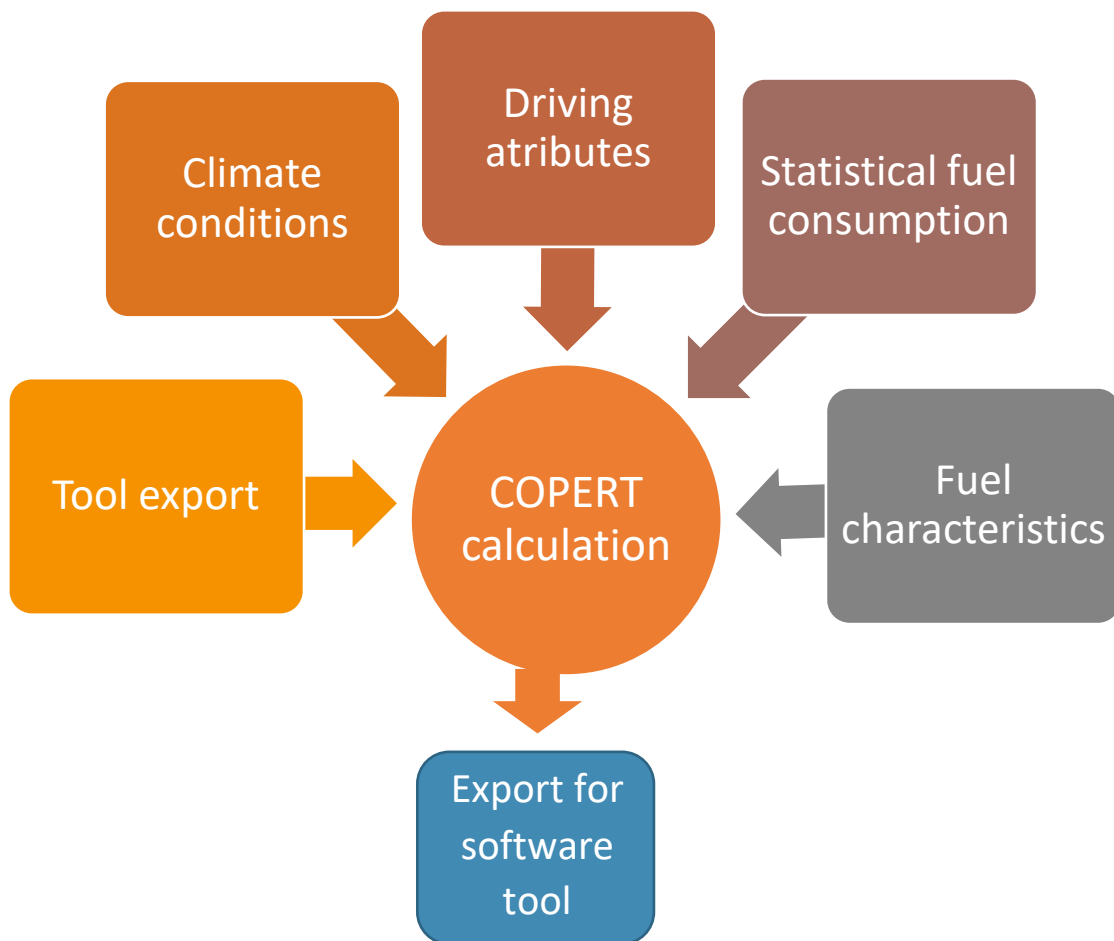 Driving
atributes
Climate
conditions
Statistical fuel
consumption
Tool export
COPERT
calculation
Fuel
characteristics
Export for
software
tool